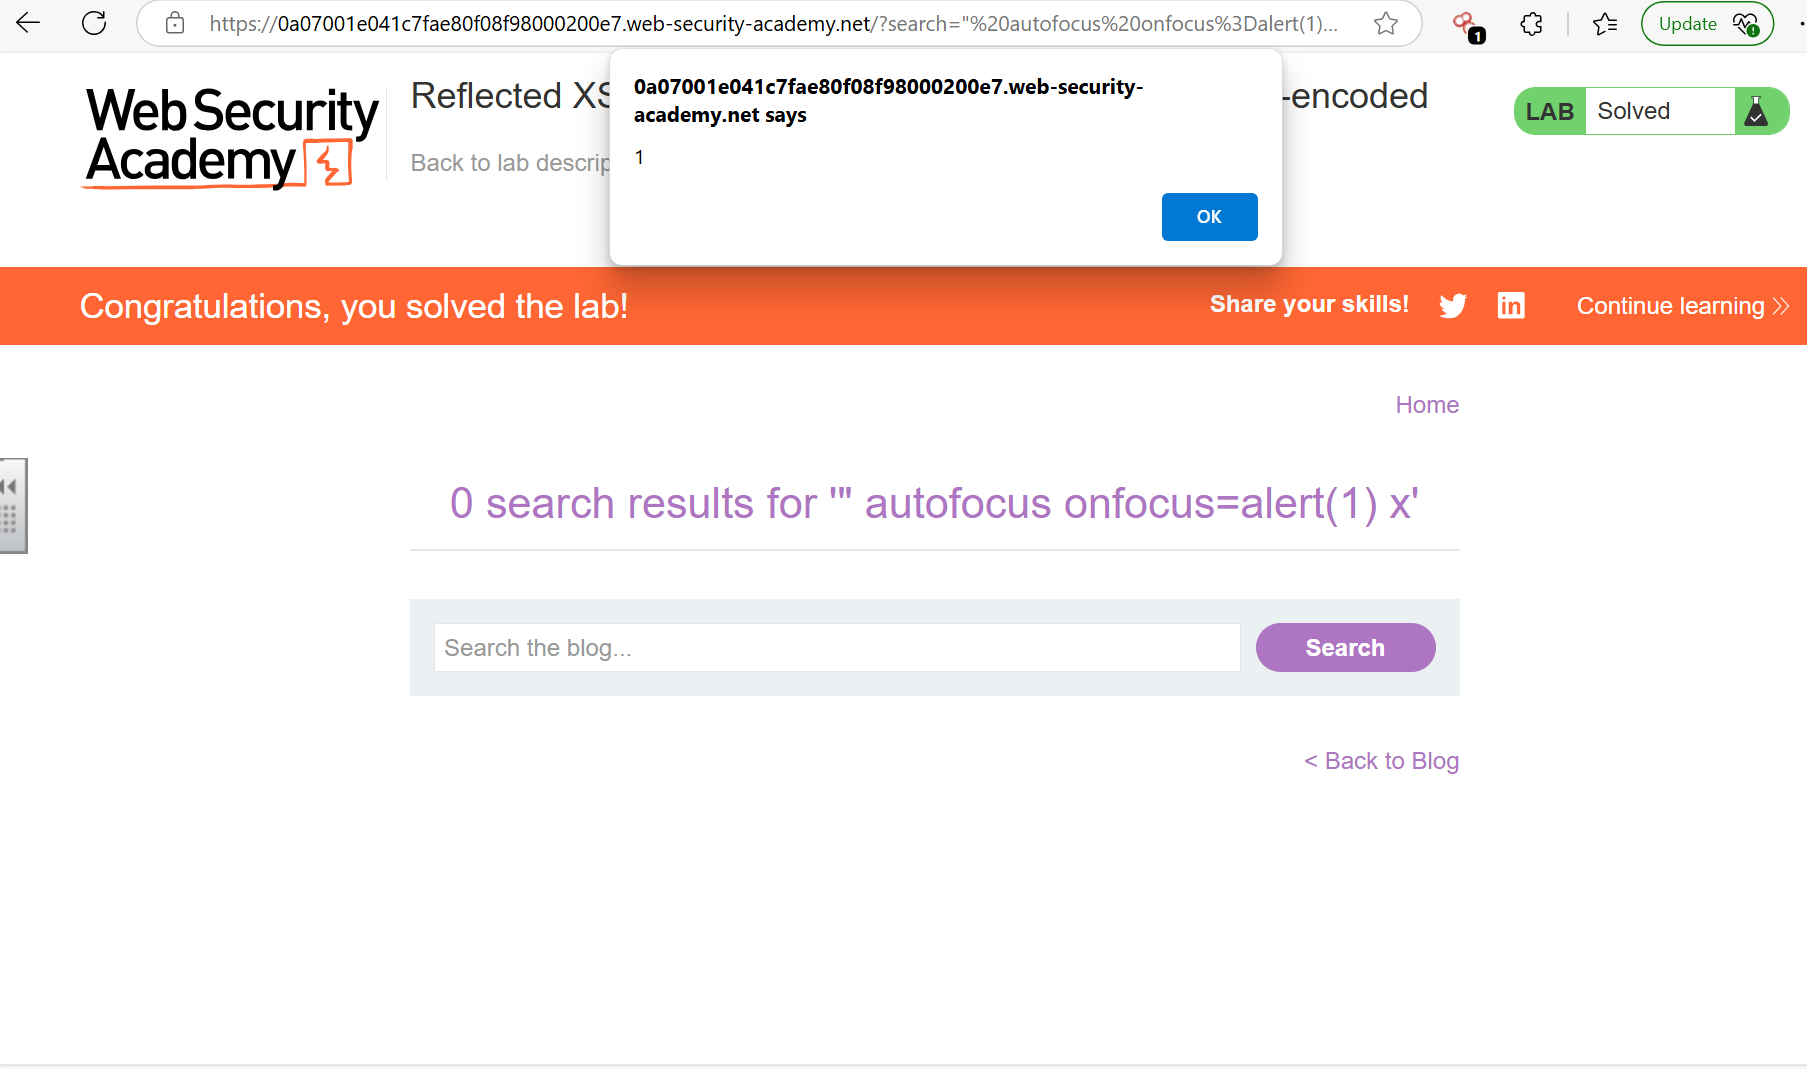 https://0a07001e041c7fae80f08f98000200e7.web-security-academy.net/?search="%20autofocus%20onfocus%3Dalert(1)...
1
Update
0a07001e041c7fae80f08f98000200e7.web-security-
academy.net says
1
OK
Web Security
Academy
Reflected XS
-encoded
Back to lab descrip
LAB Solved
Congratulations, you solved the lab!
Share your skills!
in
Continue learning
Home
0 search results for '" autofocus onfocus=alert(1) x'
Search the blog...
Search
< Back to Blog